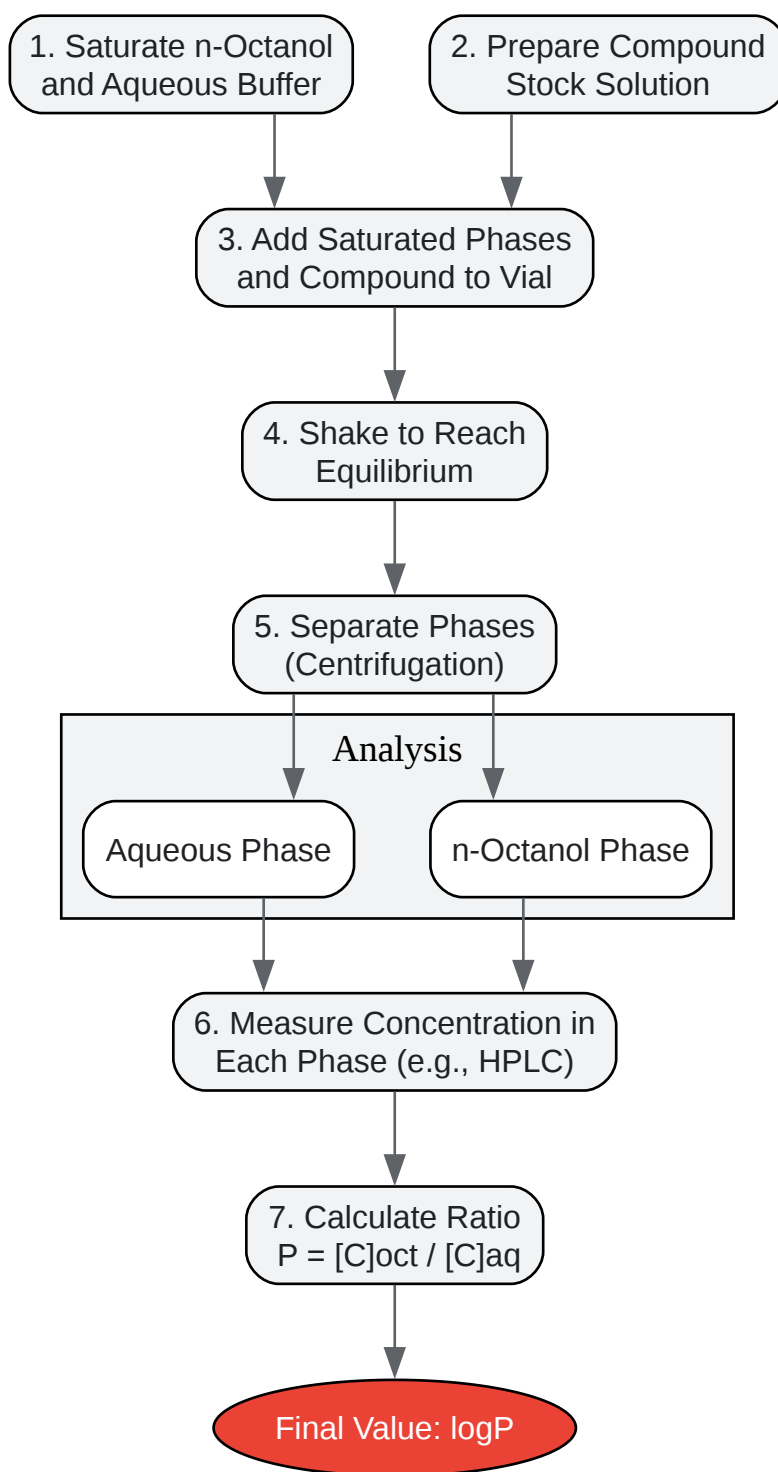 1. Saturate n-Octanol
and Aqueous Buffer
2. Prepare Compound
Stock Solution
3. Add Saturated Phases
and Compound to Vial
4. Shake to Reach
Equilibrium
5. Separate Phases
(Centrifugation)
Analysis
Aqueous Phase
n-Octanol Phase
6. Measure Concentration in
Each Phase (e.g., HPLC)
7. Calculate Ratio
P = [C]oct / [C]aq
Final Value: logP